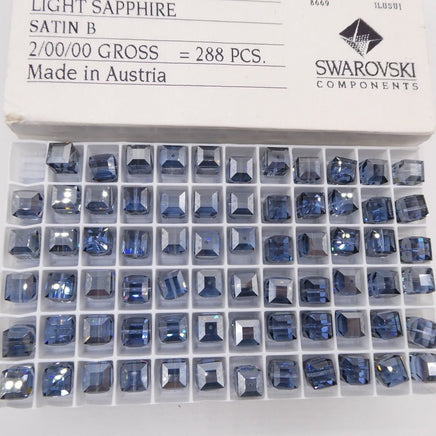 LIGHT SAPPHIRE
SATIN B
2/00/00 GROSS = 288 PCS.
Made in Austria
SWAROVSKI
COMPONENTS